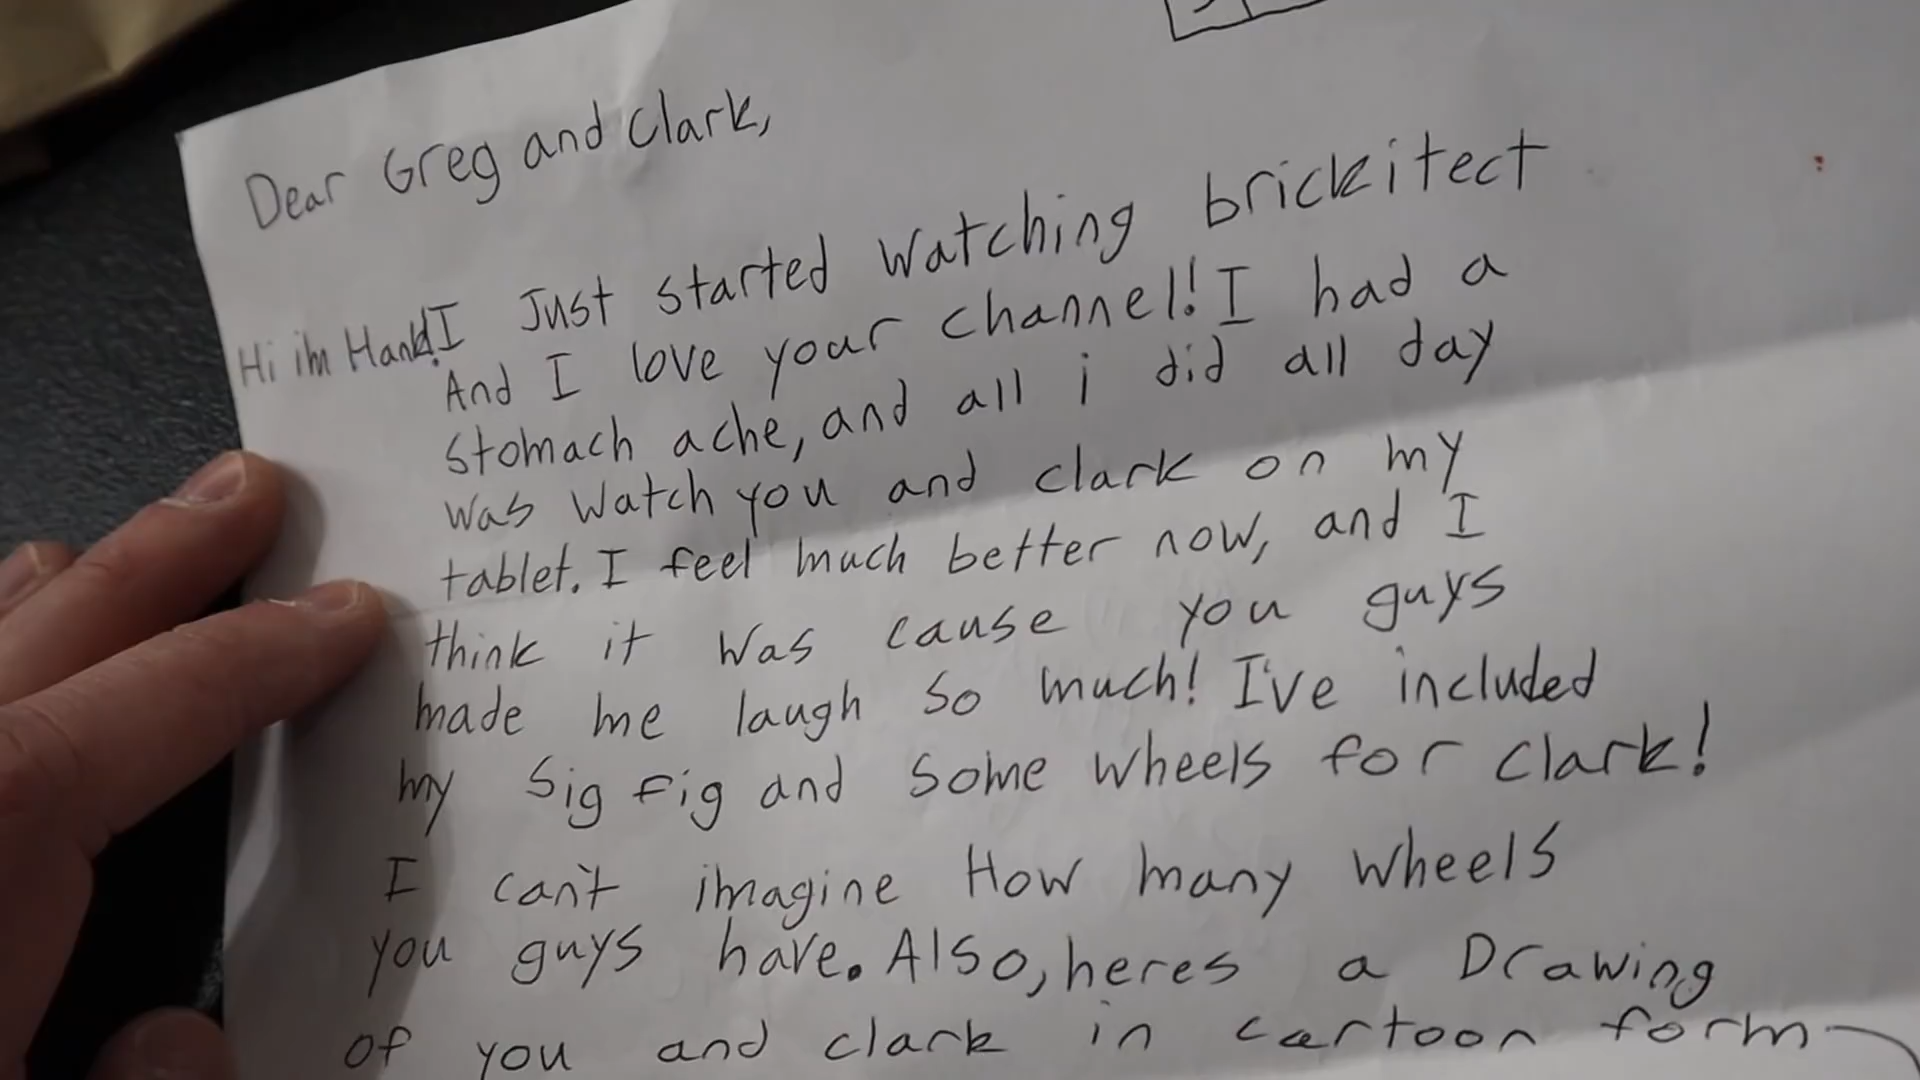 Dear Greg and Clark,
Hi im Hank! I Just started watching brickitect
And I love your channel! I had a
stomach ache, and all i did all day
was watch you and clark on my
tablet. I feel much better now, and I
think it was cause you guys
made me laugh so much! I've included
my Sig fig and some wheels for clark!
I can't imagine How many wheels
you guys have. Also, heres a Drawing
of you and clark in cartoon form